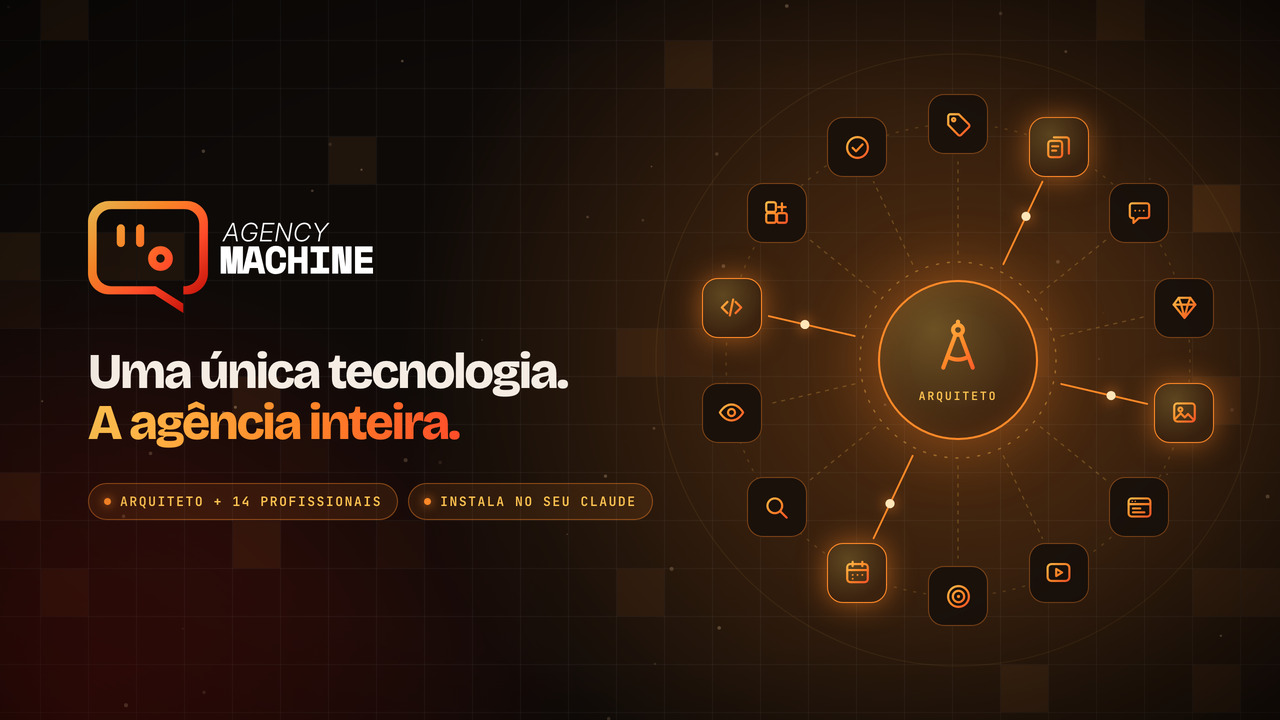 AGENCY
MACHINE
Uma única tecnologia.
A agência inteira.
ARQUITETO + 14 PROFISSIONAIS
INSTALA NO SEU CLAUDE
ARQUITETO